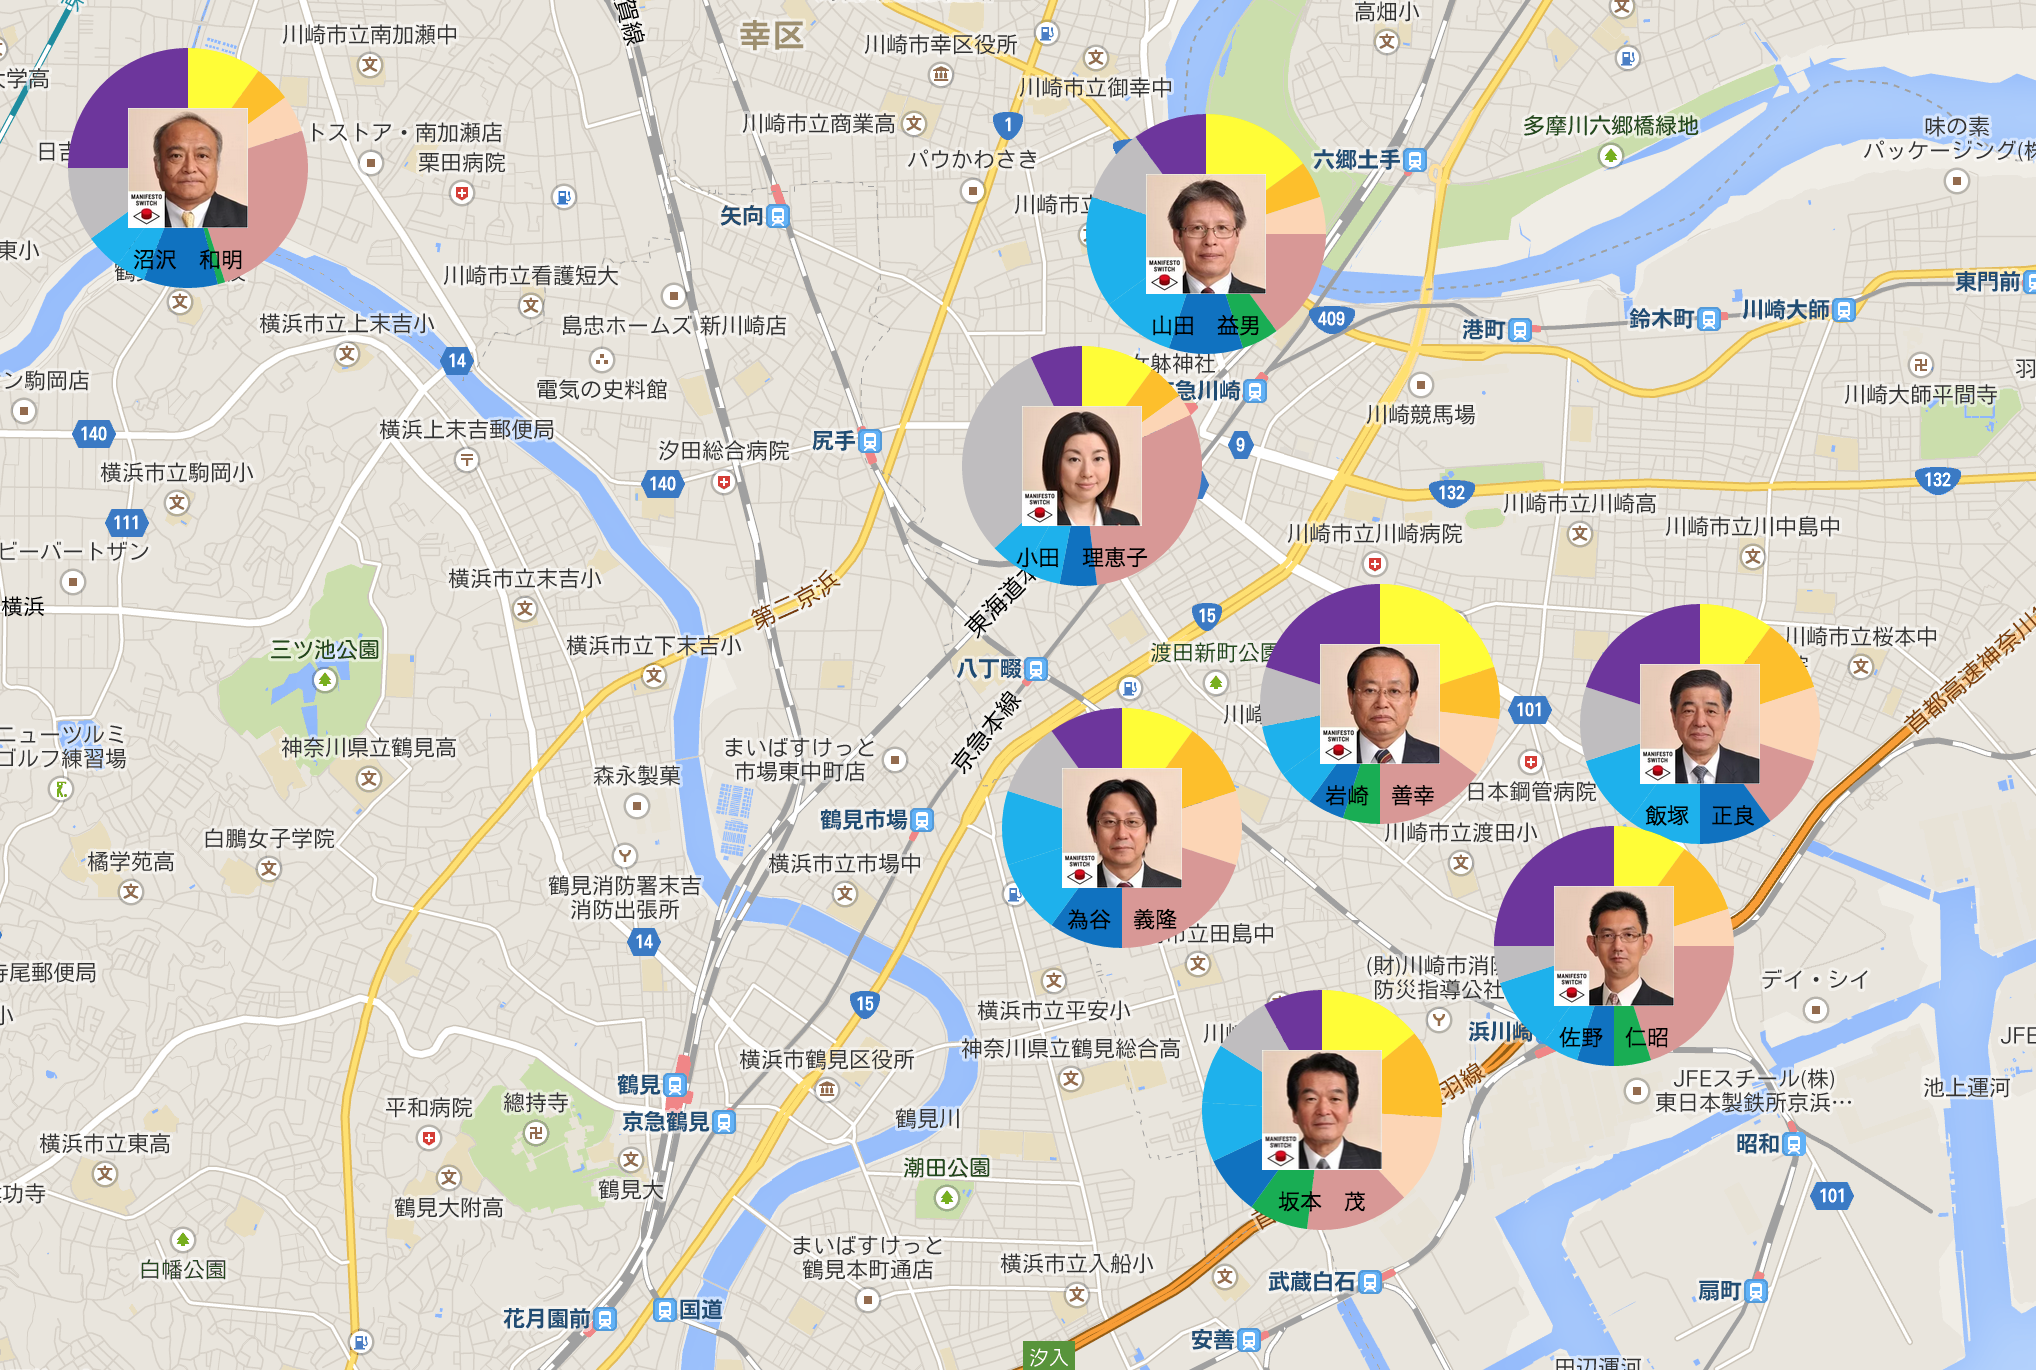 賀線
幸区
高畑小
川崎市立南加瀬中
川崎市幸区役所
大学高
川崎市立御幸中
1
川崎市立商業高
多摩川六郷橋緑地
味の素
パッケージング(株
トストア・南加瀬店
栗田病院
日吉
パウかわさき
六郷土手
MANIFESTO
SWITCH
沼沢 和明
矢向
川崎市立
MANIFESTO
SWITCH
山田 益男
東小
川崎市立看護短大
東門前
川崎大師
鈴木町
港町
409
横浜市立上末吉小
島忠ホームズ 新川崎店
14
電気の史料館
ン駒岡店
140
横浜上末吉郵便局
横浜市立駒岡小
111
尻手
汐田総合病院
140
ケ躰神社
急川崎
川崎競馬場
川崎大師平間寺
羽
9
132
132
MANIFESTO
SWITCH
小田 理恵子
川崎市立川崎高
川崎市立川中島中
川崎市立川崎病院
ビーバートザン
横浜市立末吉小
横浜
第二京浜
東海道本
15
三ツ池公園
横浜市立下末吉小
八丁畷
渡田新町公園
川崎市立桜本中
首都高速神奈川
101
MANIFESTO
SWITCH
岩崎 善幸
MANIFESTO
SWITCH
飯塚 正良
ニューツルミ
ゴルフ練習場
神奈川県立鶴見高
まいばすけっと
市場東中町店
京急本線
森永製菓
日本鋼管病院
川崎市立渡田小
鶴見市場
白鵬女子学院
橘学苑高
横浜市立市場中
鶴見消防署末吉
消防出張所
14
MANIFESTO
SWITCH
為谷 義隆
市立田島中
MANIFESTO
SWITCH
佐野 仁昭
寺尾郵便局
小
15
横浜市立平安小
(財)川崎市消防
防災指導公社
デイ・シイ
浜川崎
横浜市鶴見区役所
神奈川県立鶴見総合高
JFE
鶴見
京急鶴見
羽線
JFEスチール(株)
東日本製鉄所京浜…
池上運河
平和病院
總持寺
鶴見川
横浜市立東高
昭和
MANIFESTO
SWITCH
坂本 茂
潮田公園
功寺
鶴見大附高
鶴見大
101
白幡公園
まいばすけっと
鶴見本町通店
横浜市立入船小
武蔵白石
扇町
花月園前
国道
安善
汐入
田辺運河